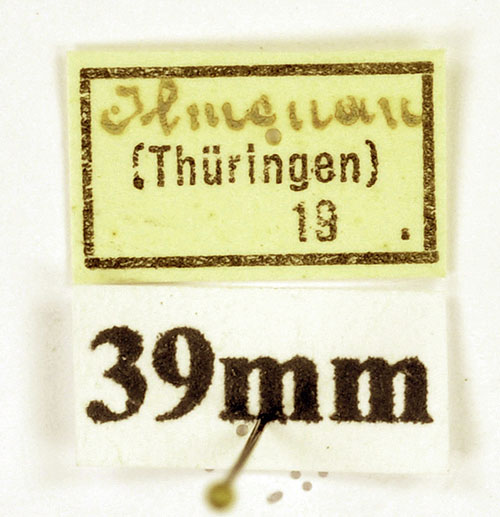 Ilmenau
(Thüringen)
19 .
39mm